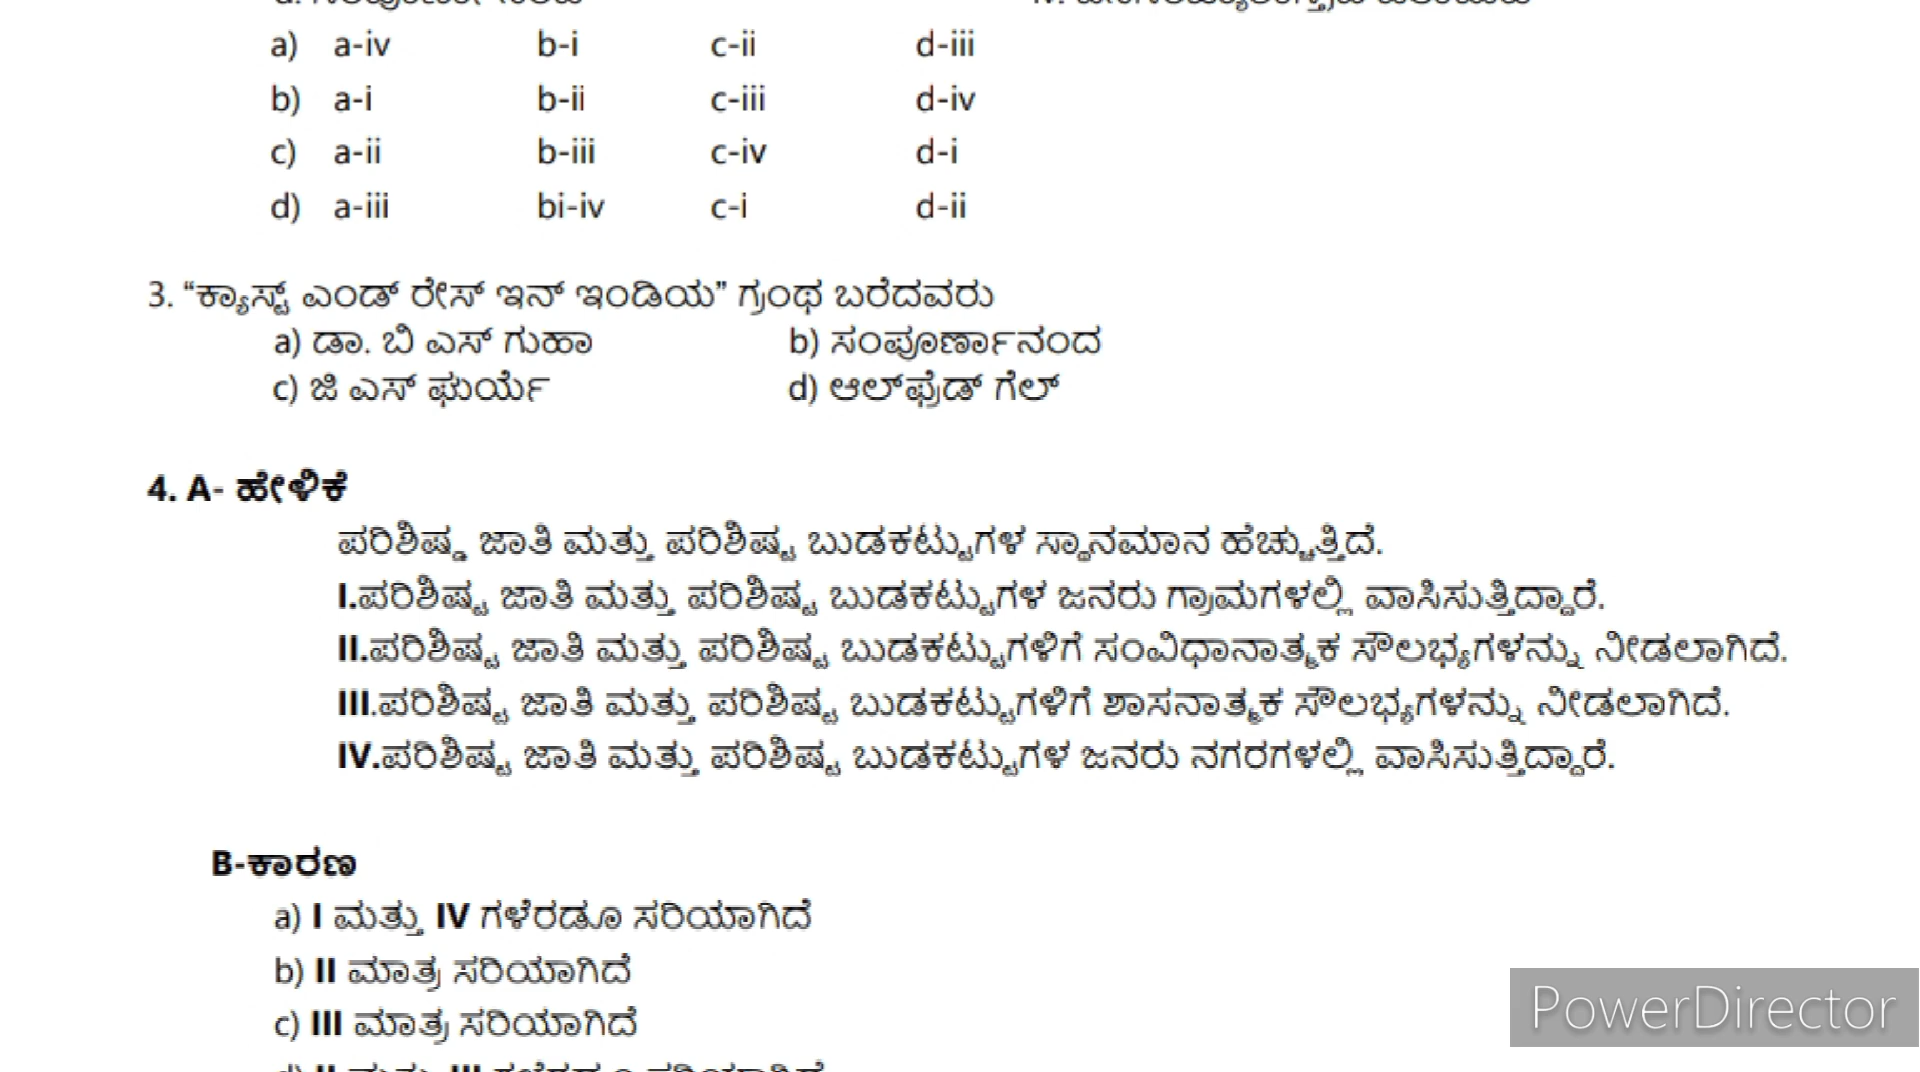 a) a-iv b-i c-ii d-iii
b) a-i b-ii c-iii d-iv
c) a-ii b-iii c-iv d-i
d) a-iii bi-iv c-i d-ii
3. “ಕ್ಯಾಸ್ಟ್ ಎಂಡ್ ರೇಸ್ ಇನ್ ಇಂಡಿಯ” ಗ್ರಂಥ ಬರೆದವರು
a) ಡಾ. ಬಿ ಎಸ್ ಗುಹಾ b) ಸಂಪೂರ್ಣಾನಂದ
c) ಜಿ ಎಸ್ ಘುರ್ಯೆ d) ಆಲ್‌ಫ್ರೆಡ್ ಗೆಲ್
4. A- ಹೇಳಿಕೆ
ಪರಿಶಿಷ್ಠ ಜಾತಿ ಮತ್ತು ಪರಿಶಿಷ್ಟ ಬುಡಕಟ್ಟುಗಳ ಸ್ಥಾನಮಾನ ಹೆಚ್ಚುತ್ತಿದೆ.
I.ಪರಿಶಿಷ್ಟ ಜಾತಿ ಮತ್ತು ಪರಿಶಿಷ್ಟ ಬುಡಕಟ್ಟುಗಳ ಜನರು ಗ್ರಾಮಗಳಲ್ಲಿ ವಾಸಿಸುತ್ತಿದ್ದಾರೆ.
II.ಪರಿಶಿಷ್ಟ ಜಾತಿ ಮತ್ತು ಪರಿಶಿಷ್ಟ ಬುಡಕಟ್ಟುಗಳಿಗೆ ಸಂವಿಧಾನಾತ್ಮಕ ಸೌಲಭ್ಯಗಳನ್ನು ನೀಡಲಾಗಿದೆ.
III.ಪರಿಶಿಷ್ಟ ಜಾತಿ ಮತ್ತು ಪರಿಶಿಷ್ಟ ಬುಡಕಟ್ಟುಗಳಿಗೆ ಶಾಸನಾತ್ಮಕ ಸೌಲಭ್ಯಗಳನ್ನು ನೀಡಲಾಗಿದೆ.
IV.ಪರಿಶಿಷ್ಟ ಜಾತಿ ಮತ್ತು ಪರಿಶಿಷ್ಟ ಬುಡಕಟ್ಟುಗಳ ಜನರು ನಗರಗಳಲ್ಲಿ ವಾಸಿಸುತ್ತಿದ್ದಾರೆ.
B-ಕಾರಣ
a) I ಮತ್ತು IV ಗಳೆರಡೂ ಸರಿಯಾಗಿದೆ
b) II ಮಾತ್ರ ಸರಿಯಾಗಿದೆ
c) III ಮಾತ್ರ ಸರಿಯಾಗಿದೆ
PowerDirector